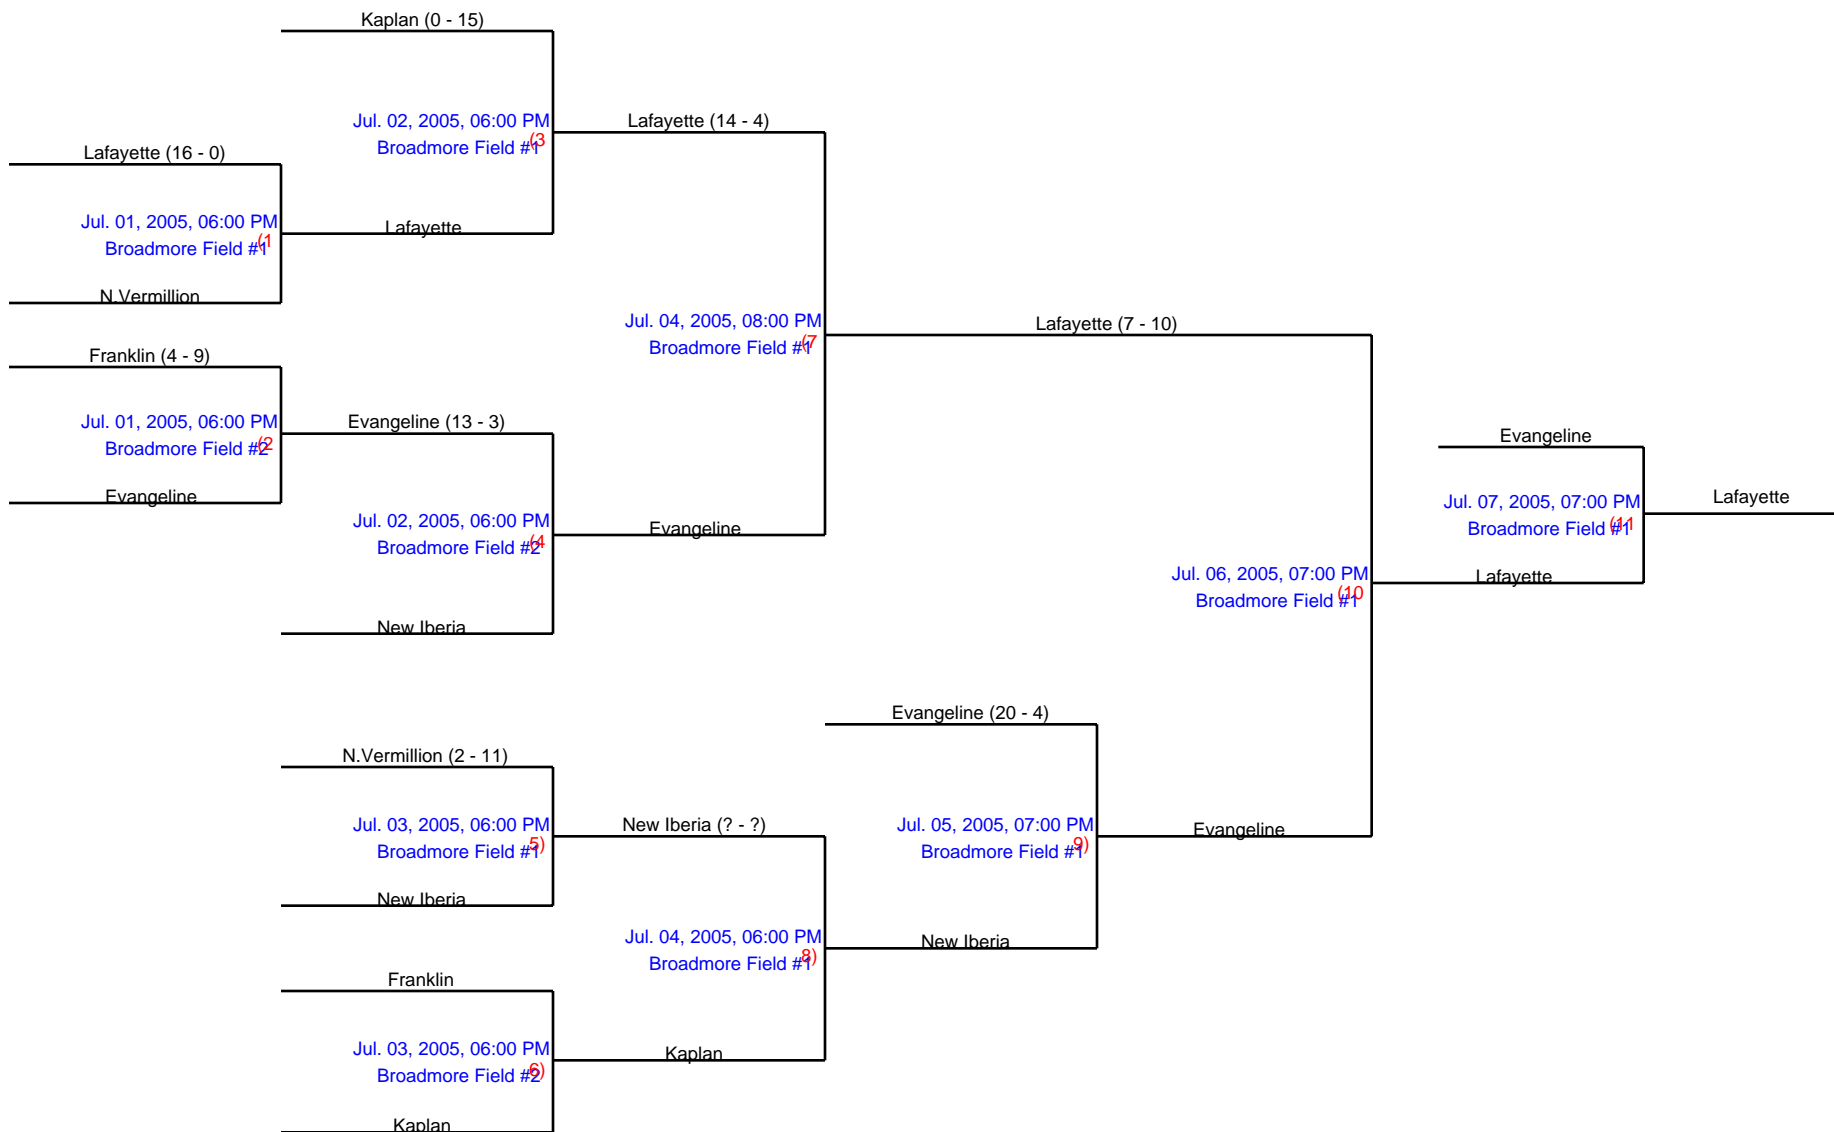 Kaplan (0 - 15)
Jul. 02, 2005, 06:00 PM
Broadmore Field #1
(3
Lafayette (14 - 4)
Lafayette (16 - 0)
Jul. 01, 2005, 06:00 PM
Broadmore Field #1
(1
Lafayette
N.Vermillion
Jul. 04, 2005, 08:00 PM
Broadmore Field #1
(7
Lafayette (7 - 10)
Franklin (4 - 9)
Jul. 01, 2005, 06:00 PM
Broadmore Field #2
(2
Evangeline (13 - 3)
Evangeline
Evangeline
Jul. 07, 2005, 07:00 PM
Broadmore Field #1
(11
Lafayette
Jul. 02, 2005, 06:00 PM
Broadmore Field #2
(4
Evangeline
Jul. 06, 2005, 07:00 PM
Broadmore Field #1
(10
Lafayette
New Iberia
Evangeline (20 - 4)
N.Vermillion (2 - 11)
Jul. 03, 2005, 06:00 PM
Broadmore Field #1
5)
New Iberia (? - ?)
Jul. 05, 2005, 07:00 PM
Broadmore Field #1
9)
Evangeline
New Iberia
Jul. 04, 2005, 06:00 PM
Broadmore Field #1
8)
New Iberia
Franklin
Jul. 03, 2005, 06:00 PM
Broadmore Field #2
6)
Kaplan
Kaplan